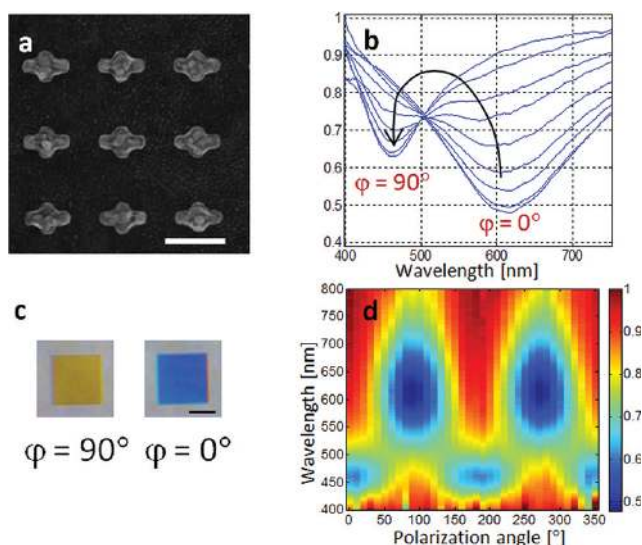 a
b
1
0.9
0.8
0.7
0.6
0.5
0.4
φ = 90°
φ = 0°
400 500 600 700
Wavelength [nm]
c
φ = 90° φ = 0°
d
Wavelength [nm]
800
750
700
650
600
550
500
450
400
0 50 100 150 200 250 300 350
Polarization angle [°]
1
0.9
0.8
0.7
0.6
0.5